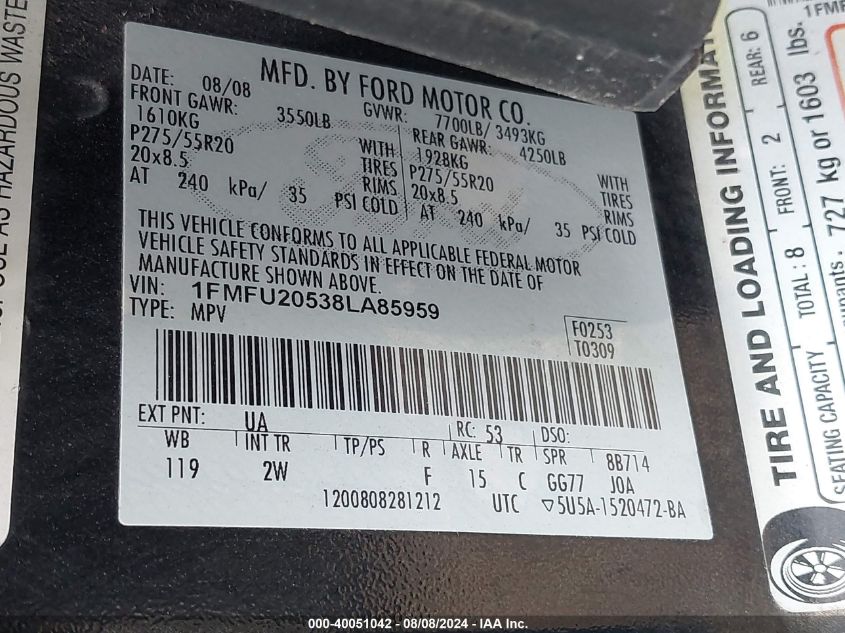 MFD. BY FORD MOTOR CO.
DATE: 08/08 GVWR: 7700LB/ 3493KG
FRONT GAWR: 3550LB REAR GAWR: 4250LB
1610KG WITH 1928KG WITH
P275/55R20 TIRES P275/55R20 TIRES
20x8.5 RIMS 20x8.5 RIMS
AT 240 kPa/ 35 PSI COLD AT 240 kPa/ 35 PSI COLD
THIS VEHICLE CONFORMS TO ALL APPLICABLE FEDERAL MOTOR
VEHICLE SAFETY STANDARDS IN EFFECT ON THE DATE OF
MANUFACTURE SHOWN ABOVE.
VIN: 1FMFU20538LA85959
TYPE: MPV
F0253
T0309
EXT PNT: UA RC: 53 DSO:
WB INT TR TP/PS R AXLE TR SPR 8B714
119 2W F 15 C GG77 JOA
1200808281212 UTC 5U5A-1520472-BA
TIRE AND LOADING INFORMAT
SEATING CAPACITY TOTAL: 8 FRONT: 2 REAR: 6
727 kg or 1603 lbs.
1FMF
AS HAZARDOUS WASTE
000-40051042 - 08/08/2024 - IAA Inc.